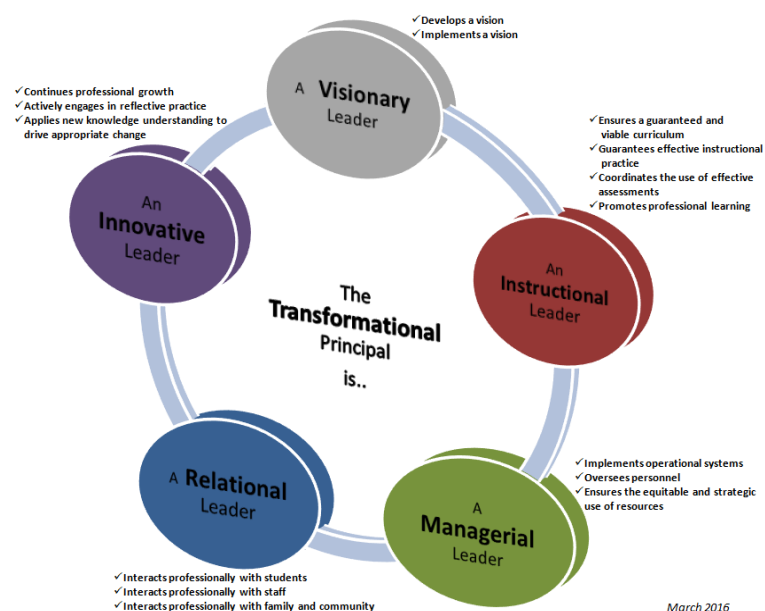 ✓Develops a vision
✓Implements a vision
A Visionary
Leader
✓Continues professional growth
✓Actively engages in reflective practice
✓Applies new knowledge understanding to
drive appropriate change
An
Innovative
Leader
✓Ensures a guaranteed and
viable curriculum
✓Guarantees effective instructional
practice
✓Coordinates the use of effective
assessments
✓Promotes professional learning
An
Instructional
Leader
The
Transformational
Principal
is..
A Relational
Leader
✓Interacts professionally with students
✓Interacts professionally with staff
✓Interacts professionally with family and community
A
Managerial
Leader
✓Implements operational systems
✓Oversees personnel
✓Ensures the equitable and strategic
use of resources
March 2016